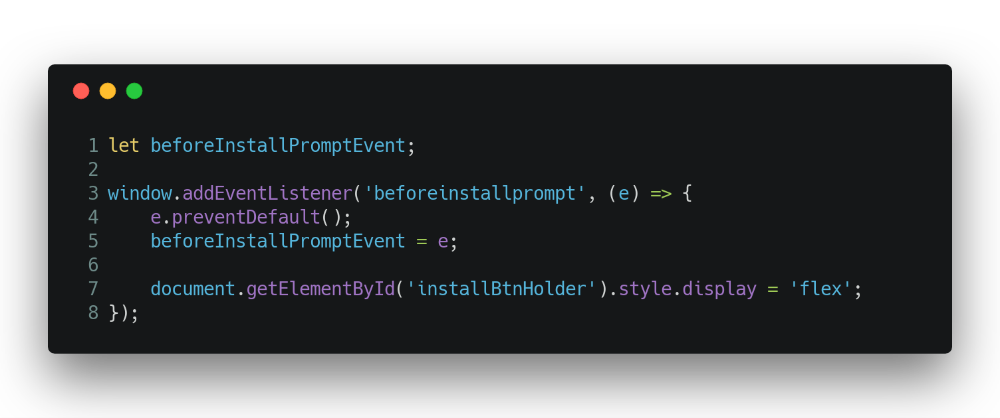 1 let beforeInstallPromptEvent;
2
3 window.addEventListener('beforeinstallprompt', (e) => {
4     e.preventDefault();
5     beforeInstallPromptEvent = e;
6
7     document.getElementById('installBtnHolder').style.display = 'flex';
8 });